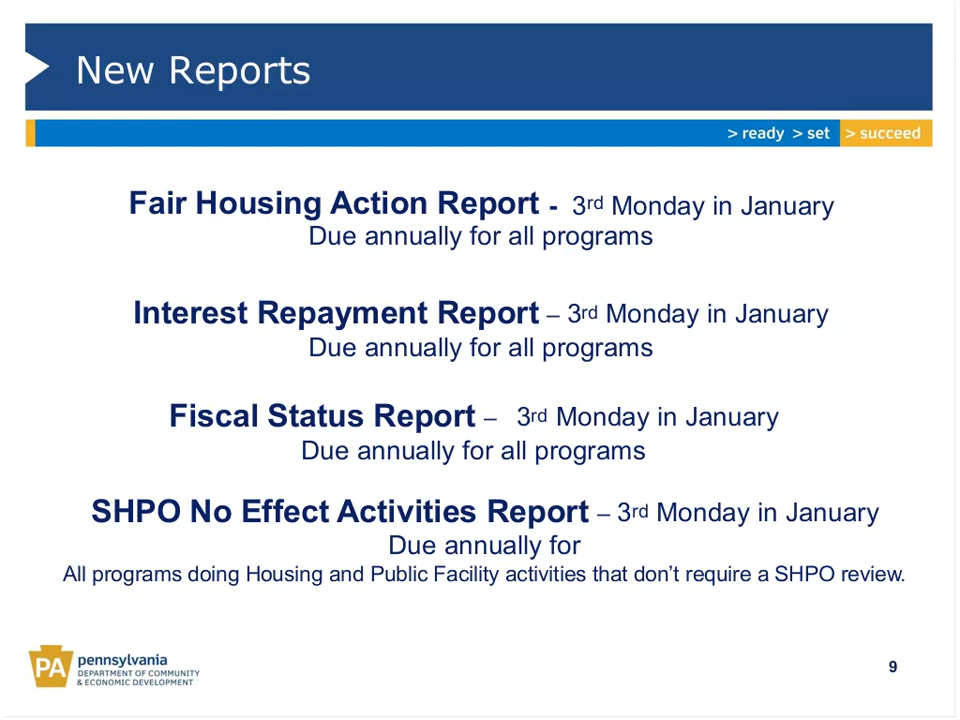 New Reports
> ready > set > succeed
Fair Housing Action Report - 3rd Monday in January
Due annually for all programs
Interest Repayment Report – 3rd Monday in January
Due annually for all programs
Fiscal Status Report – 3rd Monday in January
Due annually for all programs
SHPO No Effect Activities Report – 3rd Monday in January
Due annually for
All programs doing Housing and Public Facility activities that don’t require a SHPO review.
PA
pennsylvania
DEPARTMENT OF COMMUNITY
& ECONOMIC DEVELOPMENT
9